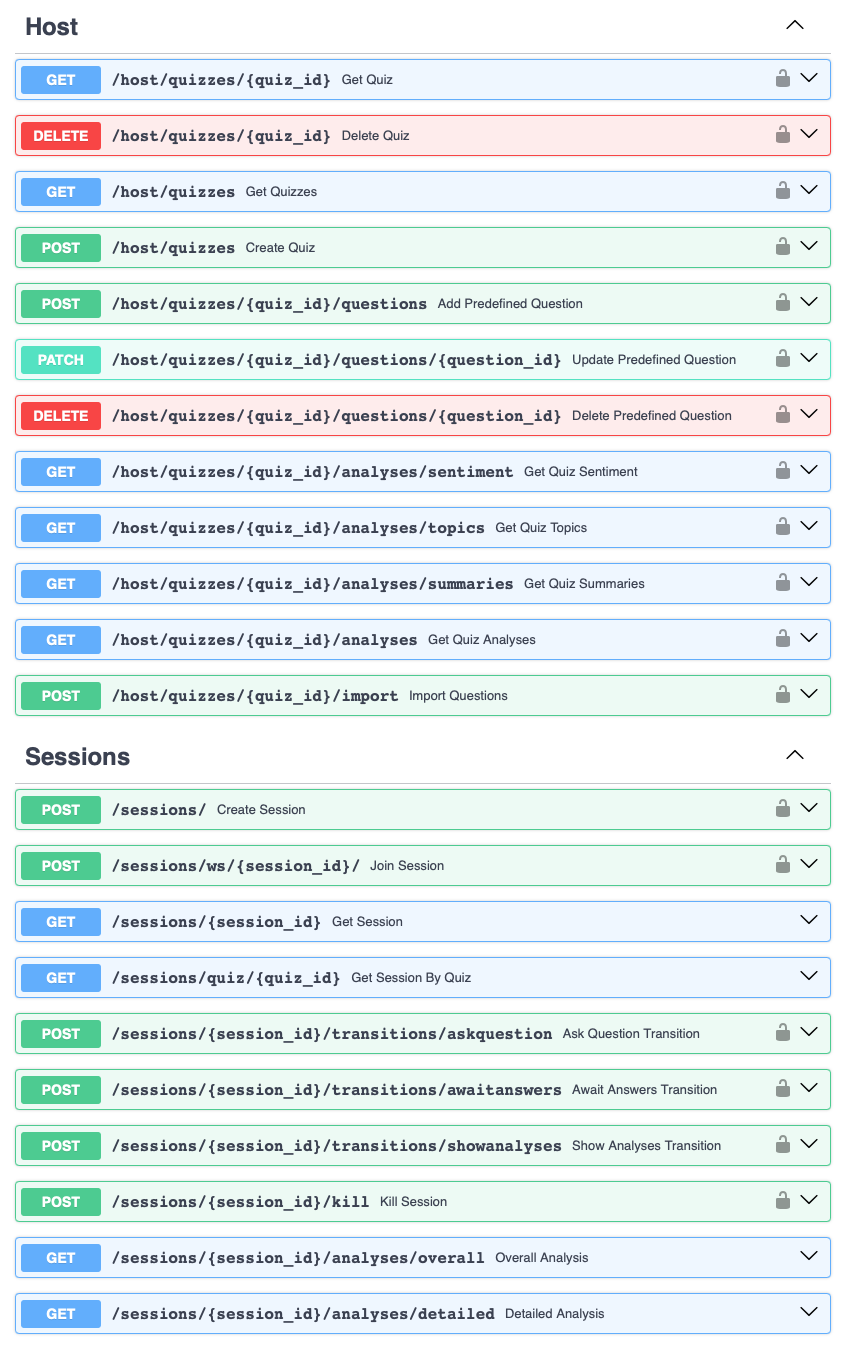 Host
GET /host/quizzes/{quiz_id} Get Quiz
DELETE /host/quizzes/{quiz_id} Delete Quiz
GET /host/quizzes Get Quizzes
POST /host/quizzes Create Quiz
POST /host/quizzes/{quiz_id}/questions Add Predefined Question
PATCH /host/quizzes/{quiz_id}/questions/{question_id} Update Predefined Question
DELETE /host/quizzes/{quiz_id}/questions/{question_id} Delete Predefined Question
GET /host/quizzes/{quiz_id}/analyses/sentiment Get Quiz Sentiment
GET /host/quizzes/{quiz_id}/analyses/topics Get Quiz Topics
GET /host/quizzes/{quiz_id}/analyses/summaries Get Quiz Summaries
GET /host/quizzes/{quiz_id}/analyses Get Quiz Analyses
POST /host/quizzes/{quiz_id}/import Import Questions
Sessions
POST /sessions/ Create Session
POST /sessions/ws/{session_id}/ Join Session
GET /sessions/{session_id} Get Session
GET /sessions/quiz/{quiz_id} Get Session By Quiz
POST /sessions/{session_id}/transitions/askquestion Ask Question Transition
POST /sessions/{session_id}/transitions/awaitanswers Await Answers Transition
POST /sessions/{session_id}/transitions/showanalyses Show Analyses Transition
POST /sessions/{session_id}/kill Kill Session
GET /sessions/{session_id}/analyses/overall Overall Analysis
GET /sessions/{session_id}/analyses/detailed Detailed Analysis